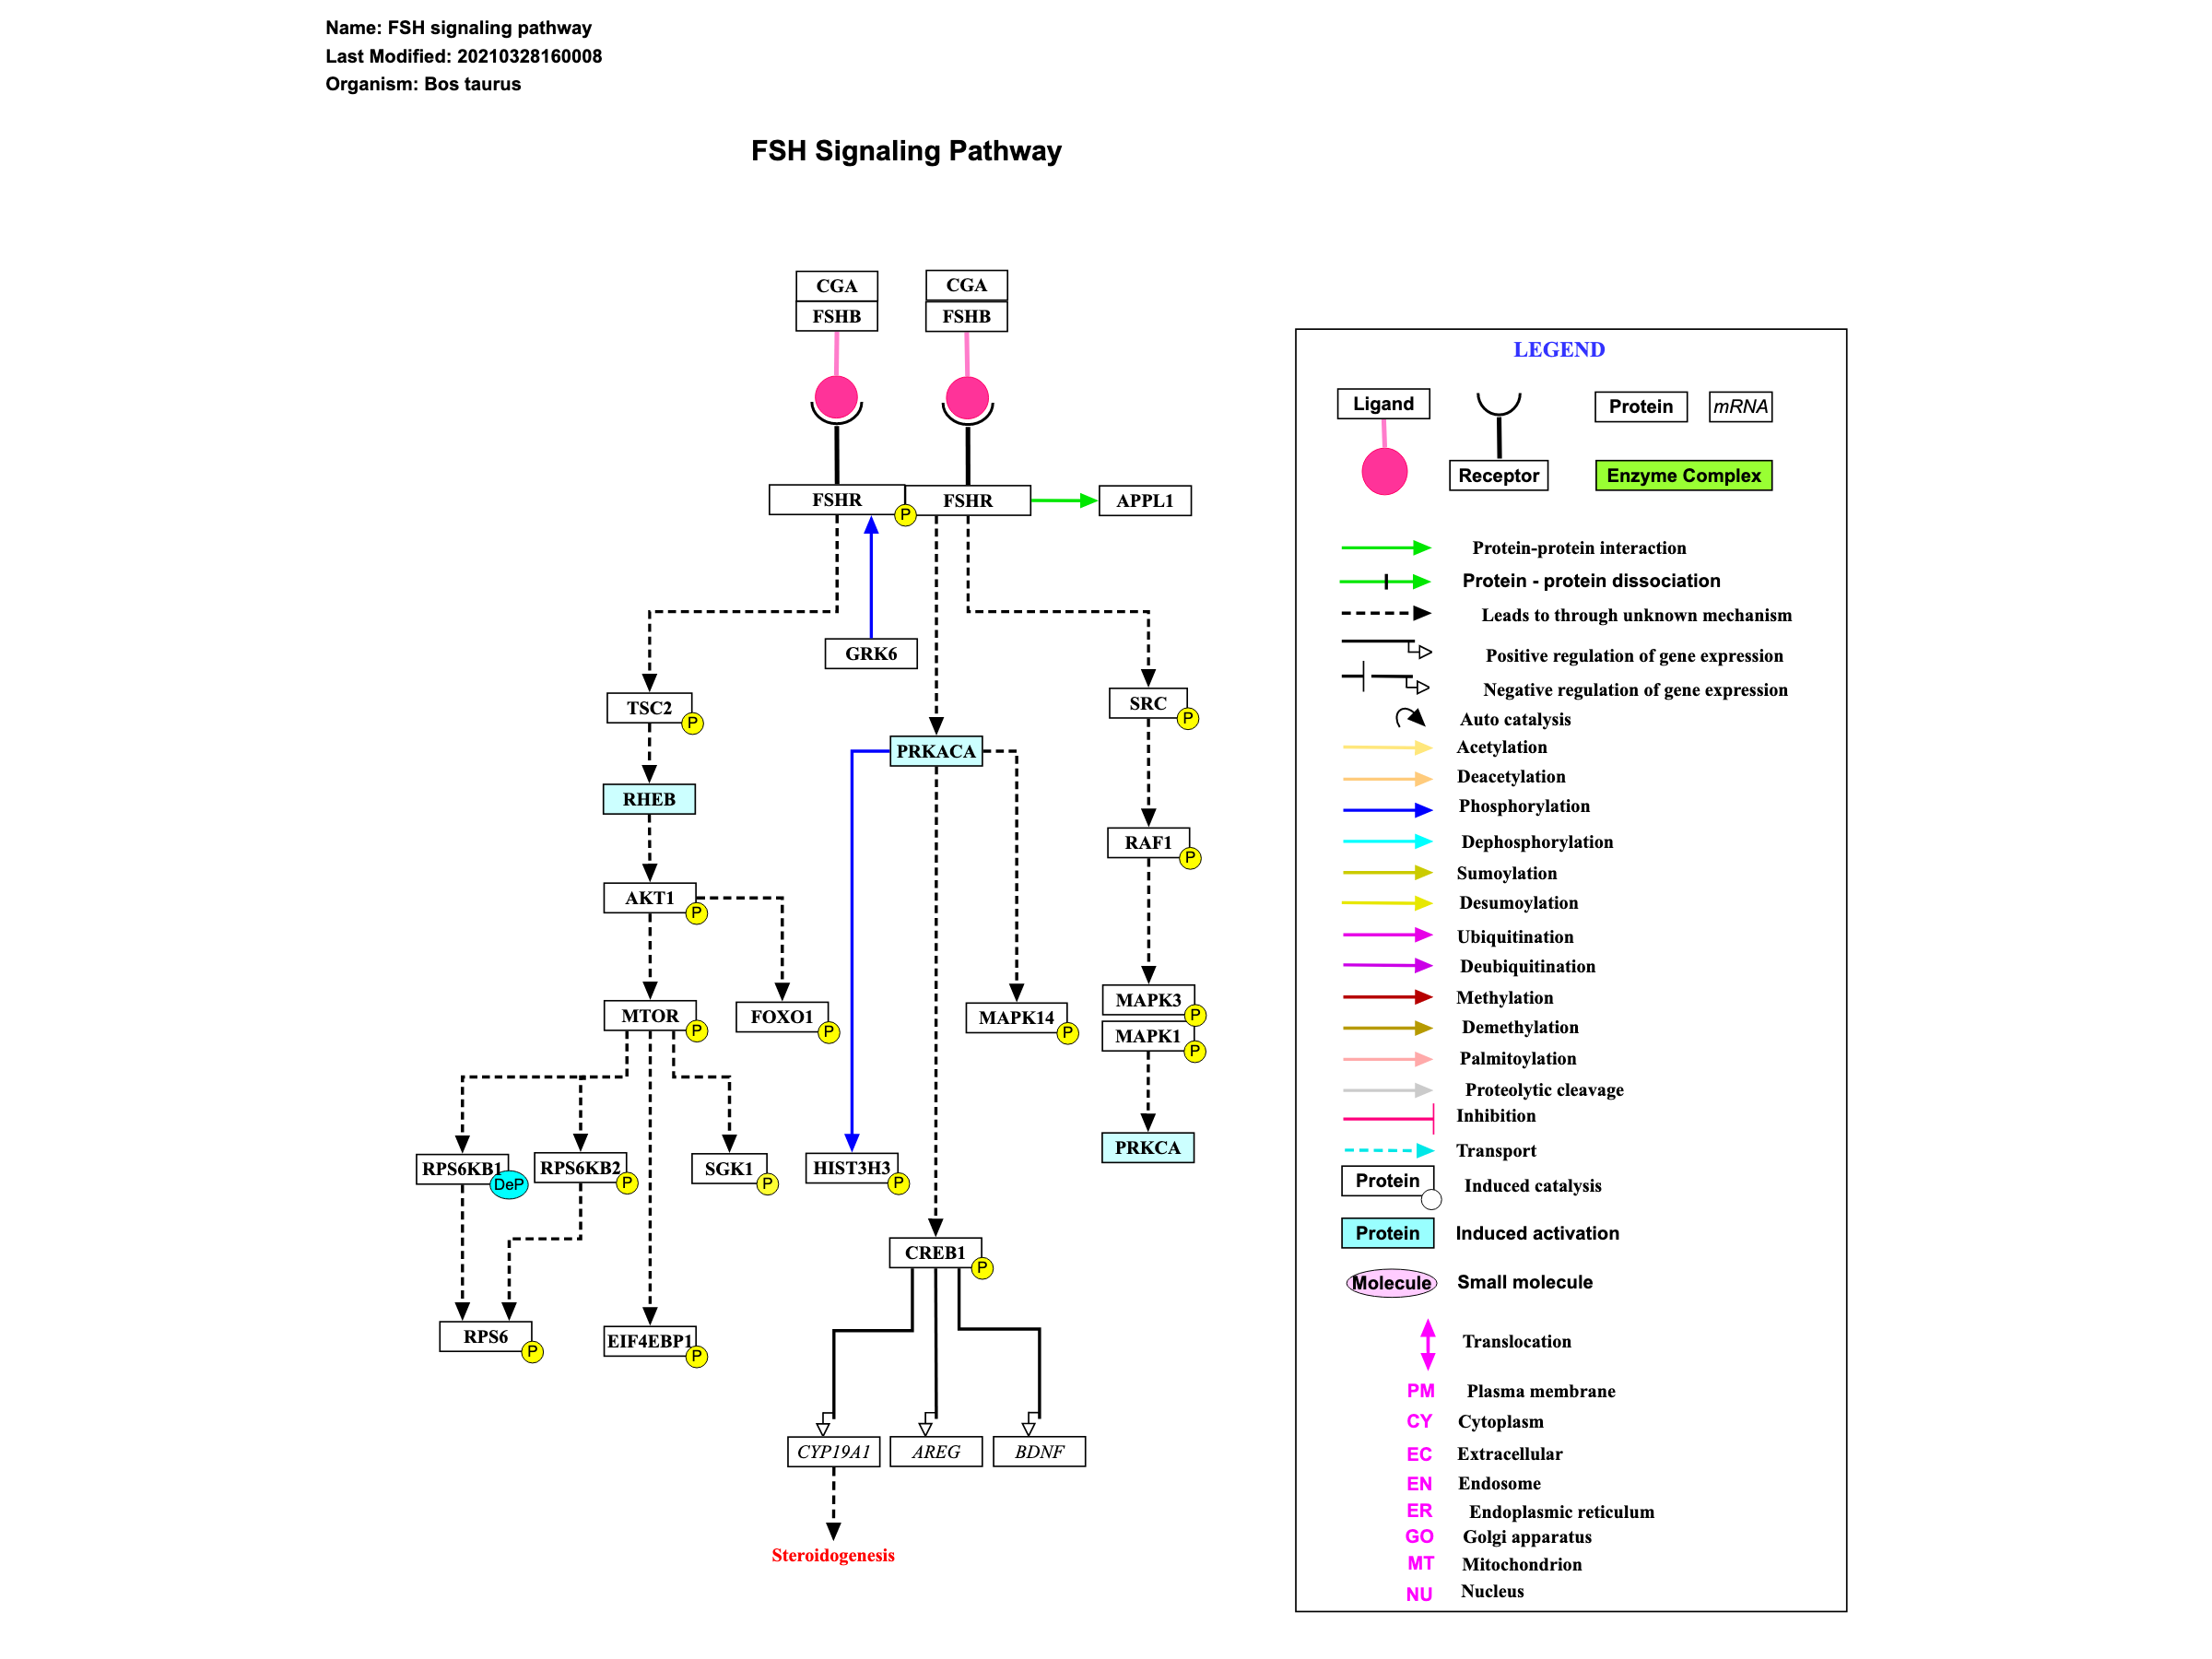 Name: FSH signaling pathway
Last Modified: 20210328160008
Organism: Bos taurus
FSH Signaling Pathway
CGA
FSHB
CGA
FSHB
FSHR
P
FSHR
APPL1
GRK6
TSC2
P
SRC
P
PRKACA
RHEB
RAF1
P
AKT1
P
MTOR
P
FOXO1
P
MAPK14
P
MAPK3
P
MAPK1
P
PRKCA
RPS6KB1
DeP
RPS6KB2
P
SGK1
P
HIST3H3
P
CREB1
P
RPS6
P
EIF4EBP1
P
CYP19A1
AREG
BDNF
Steroidogenesis
LEGEND
Ligand
Receptor
Protein
mRNA
Enzyme Complex
Protein-protein interaction
Protein - protein dissociation
Leads to through unknown mechanism
Positive regulation of gene expression
Negative regulation of gene expression
Auto catalysis
Acetylation
Deacetylation
Phosphorylation
Dephosphorylation
Sumoylation
Desumoylation
Ubiquitination
Deubiquitination
Methylation
Demethylation
Palmitoylation
Proteolytic cleavage
Inhibition
Transport
Protein Induced catalysis
Protein Induced activation
Molecule Small molecule
Translocation
PM Plasma membrane
CY Cytoplasm
EC Extracellular
EN Endosome
ER Endoplasmic reticulum
GO Golgi apparatus
MT Mitochondrion
NU Nucleus